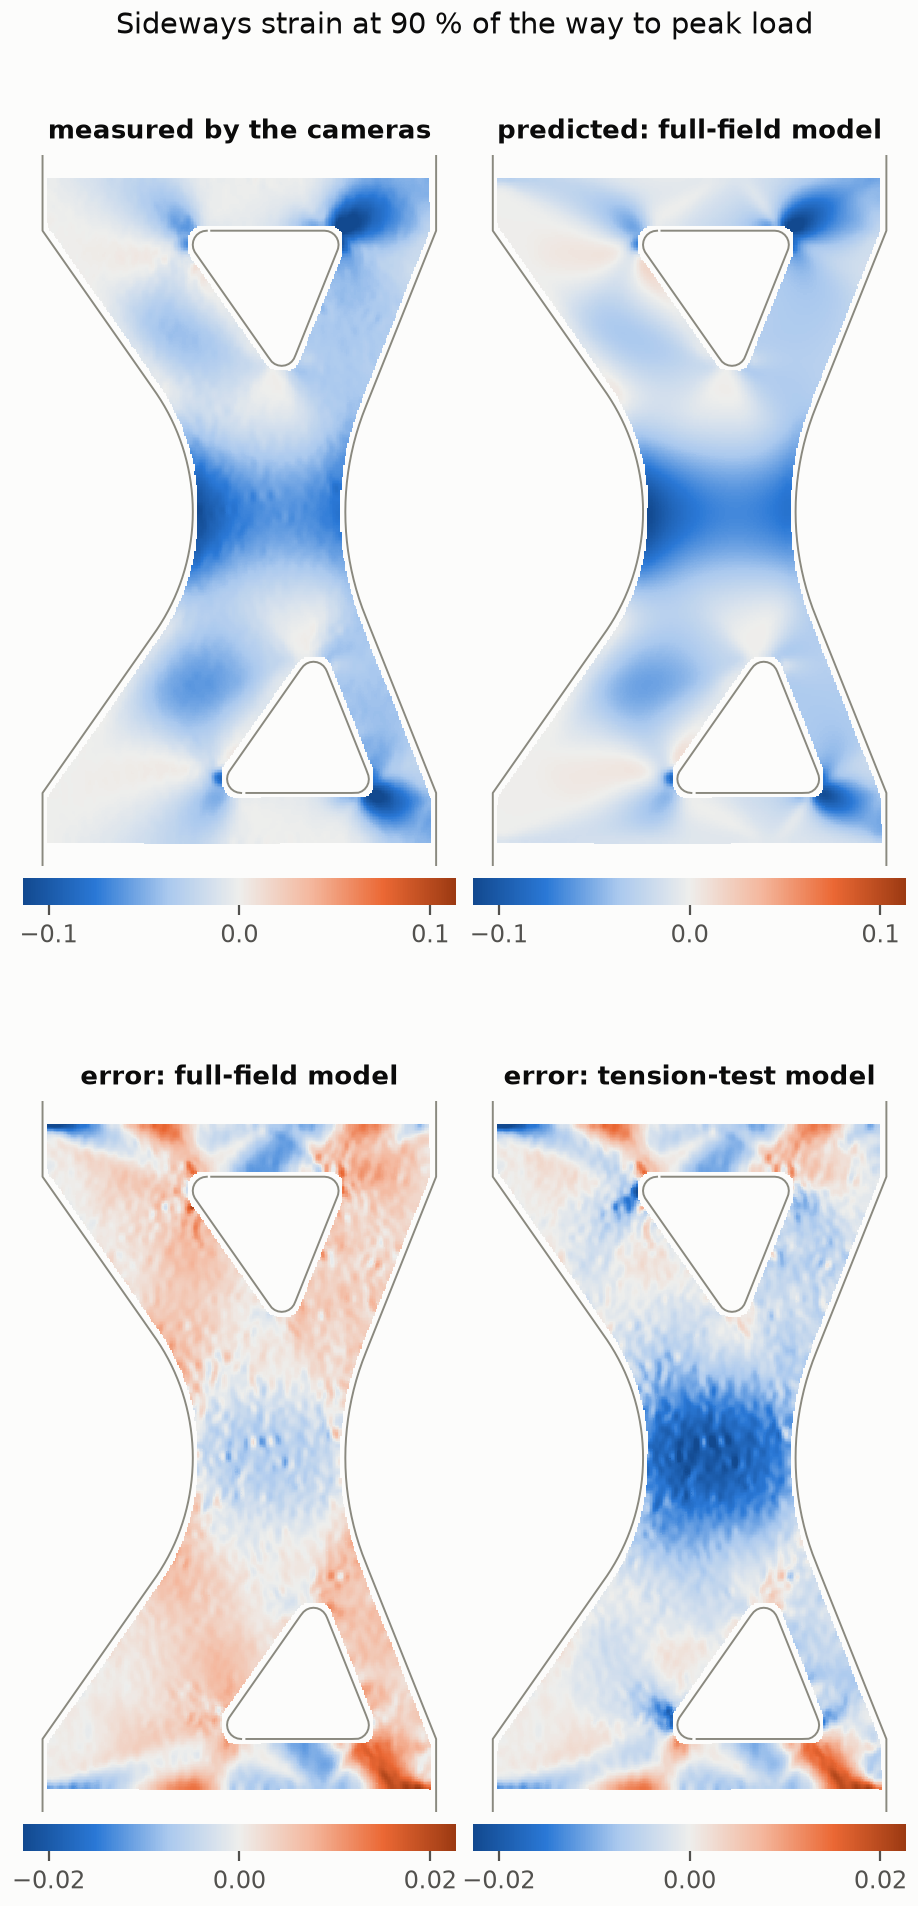 Sideways strain at 90 % of the way to peak load
measured by the cameras
predicted: full-field model
−0.1 0.0 0.1
−0.1 0.0 0.1
error: full-field model
error: tension-test model
−0.02 0.00 0.02
−0.02 0.00 0.02